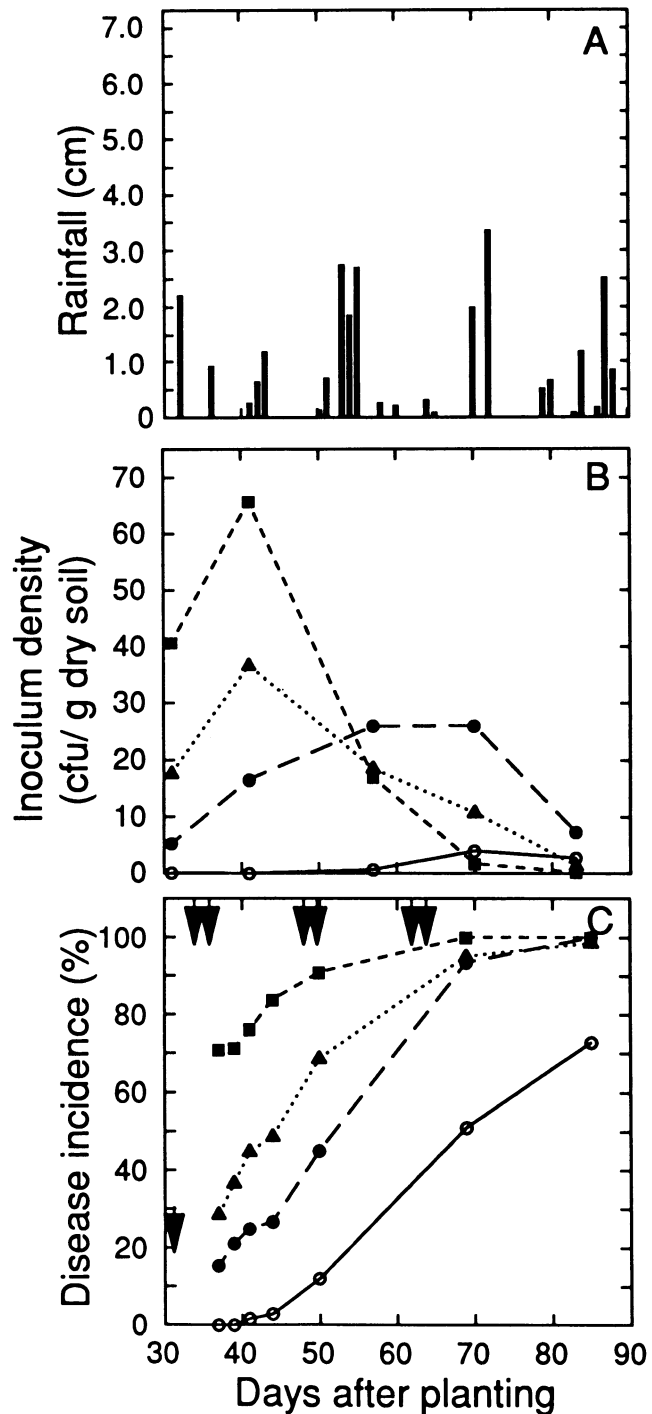 A
7.0
6.0
5.0
4.0
3.0
2.0
1.0
0
Rainfall (cm)
B
70
60
50
40
30
20
10
0
Inoculum density
(cfu/ g dry soil)
C
100
80
60
40
20
0
Disease incidence (%)
30 40 50 60 70 80 90
Days after planting